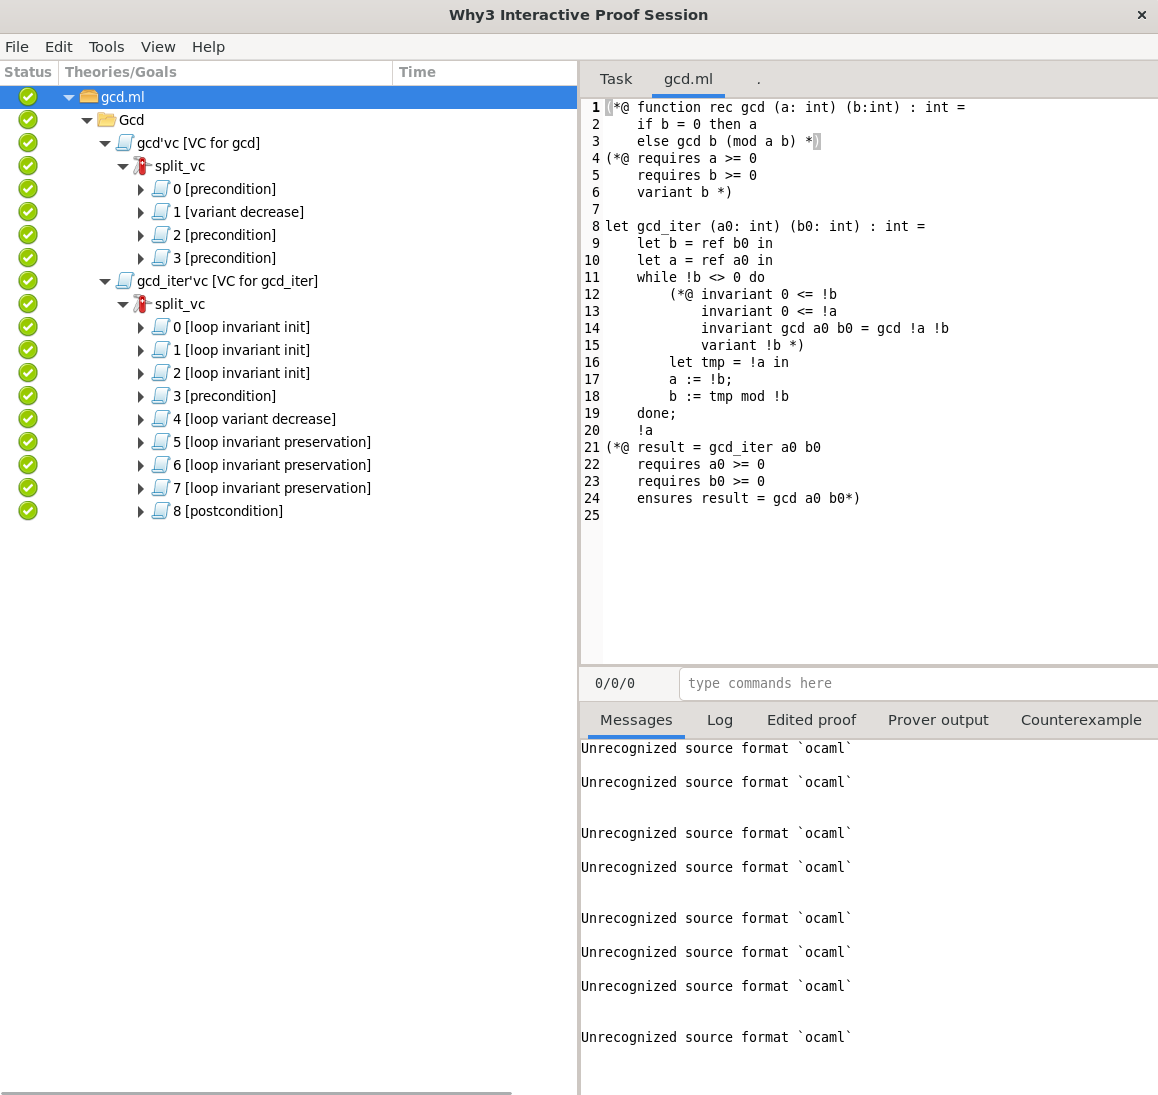 Why3 Interactive Proof Session
×
File Edit Tools View Help
Status Theories/Goals Time
gcd.ml
Gcd
gcd'vc [VC for gcd]
split_vc
0 [precondition]
1 [variant decrease]
2 [precondition]
3 [precondition]
gcd_iter'vc [VC for gcd_iter]
split_vc
0 [loop invariant init]
1 [loop invariant init]
2 [loop invariant init]
3 [precondition]
4 [loop variant decrease]
5 [loop invariant preservation]
6 [loop invariant preservation]
7 [loop invariant preservation]
8 [postcondition]
Task gcd.ml .
1 (*@ function rec gcd (a: int) (b:int) : int =
2     if b = 0 then a
3     else gcd b (mod a b) *)
4 (*@ requires a >= 0
5     requires b >= 0
6     variant b *)
7
8 let gcd_iter (a0: int) (b0: int) : int =
9     let b = ref b0 in
10     let a = ref a0 in
11     while !b <> 0 do
12         (*@ invariant 0 <= !b
13             invariant 0 <= !a
14             invariant gcd a0 b0 = gcd !a !b
15             variant !b *)
16         let tmp = !a in
17         a := !b;
18         b := tmp mod !b
19     done;
20     !a
21 (*@ result = gcd_iter a0 b0
22     requires a0 >= 0
23     requires b0 >= 0
24     ensures result = gcd a0 b0*)
25
0/0/0 type commands here
Messages Log Edited proof Prover output Counterexample
Unrecognized source format `ocaml`
Unrecognized source format `ocaml`
Unrecognized source format `ocaml`
Unrecognized source format `ocaml`
Unrecognized source format `ocaml`
Unrecognized source format `ocaml`
Unrecognized source format `ocaml`
Unrecognized source format `ocaml`